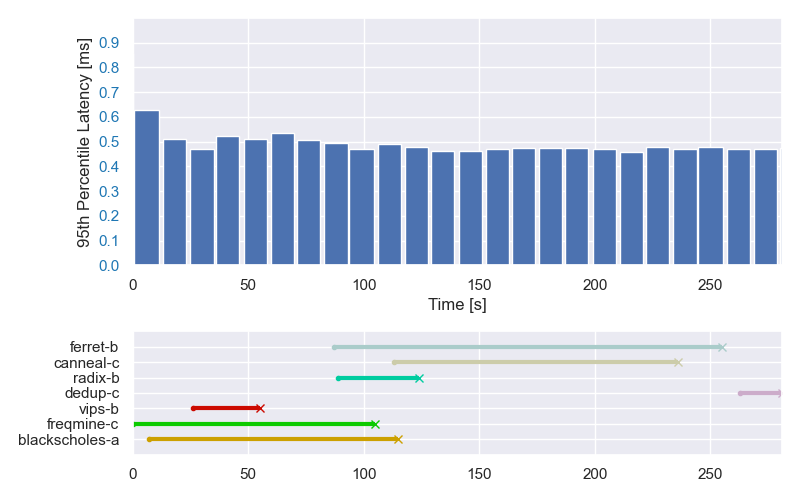 95th Percentile Latency [ms]
0.9
0.8
0.7
0.6
0.5
0.4
0.3
0.2
0.1
0.0
0 50 100 150 200 250
Time [s]
ferret-b
canneal-c
radix-b
dedup-c
vips-b
freqmine-c
blackscholes-a
0 50 100 150 200 250